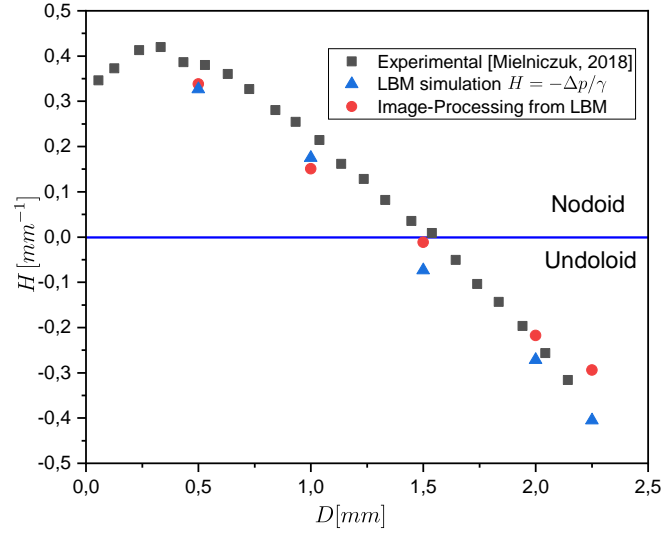 0,5
0,4
0,3
0,2
0,1
0,0
-0,1
-0,2
-0,3
-0,4
-0,5
H [mm⁻¹]
Experimental [Mielniczuk, 2018]
LBM simulation H = −Δp/γ
Image-Processing from LBM
Nodoid
Undoloid
0,0 0,5 1,0 1,5 2,0 2,5
D[mm]